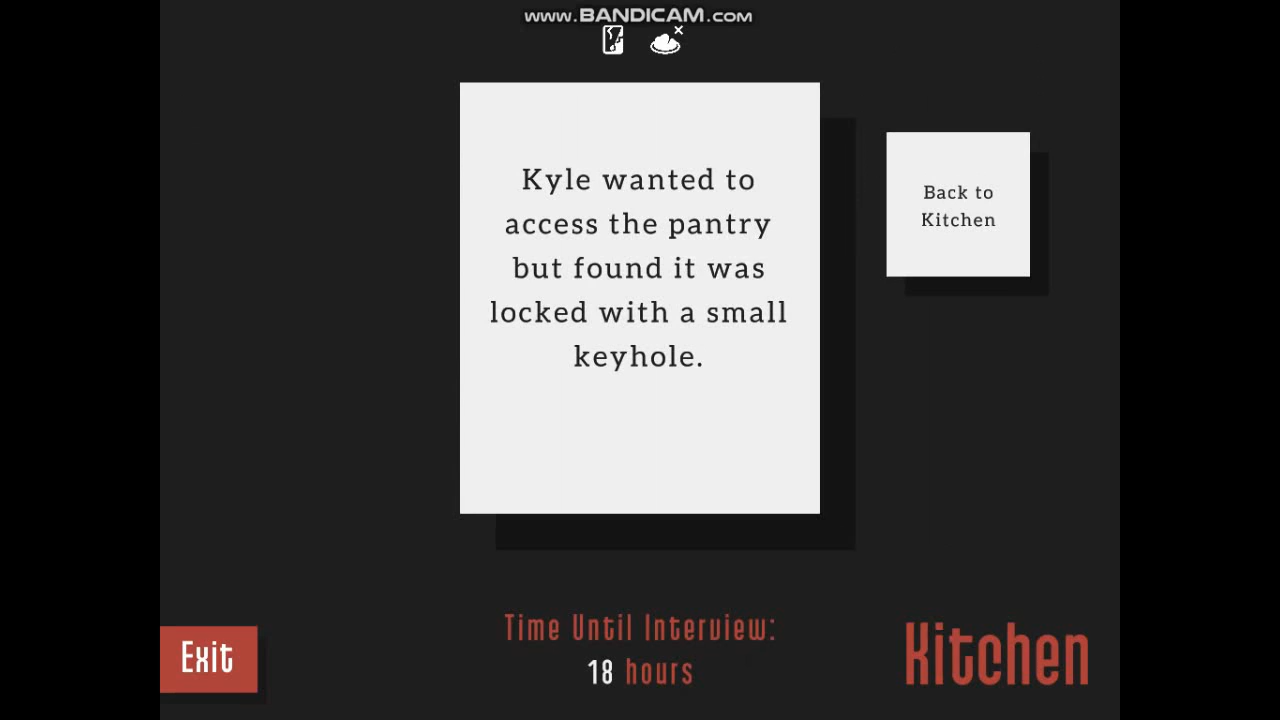 www.BANDICAM.com
Kyle wanted to
access the pantry
but found it was
locked with a small
keyhole.
Back to
Kitchen
Exit
Time Until Interview:
18 hours
Kitchen